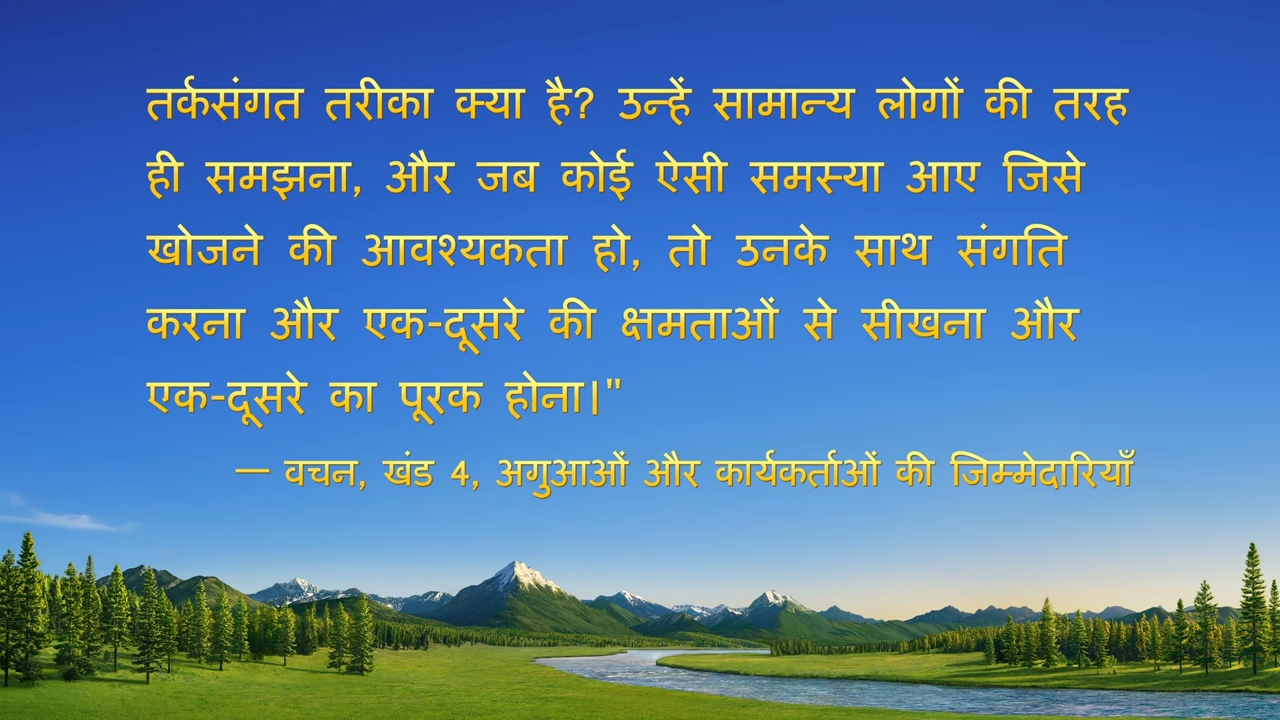 तर्कसंगत तरीका क्या है? उन्हें सामान्य लोगों की तरह
ही समझना, और जब कोई ऐसी समस्या आए जिसे
खोजने की आवश्यकता हो, तो उनके साथ संगति
करना और एक-दूसरे की क्षमताओं से सीखना और
एक-दूसरे का पूरक होना।"
— वचन, खंड 4, अगुआओं और कार्यकर्ताओं की जिम्मेदारियाँ